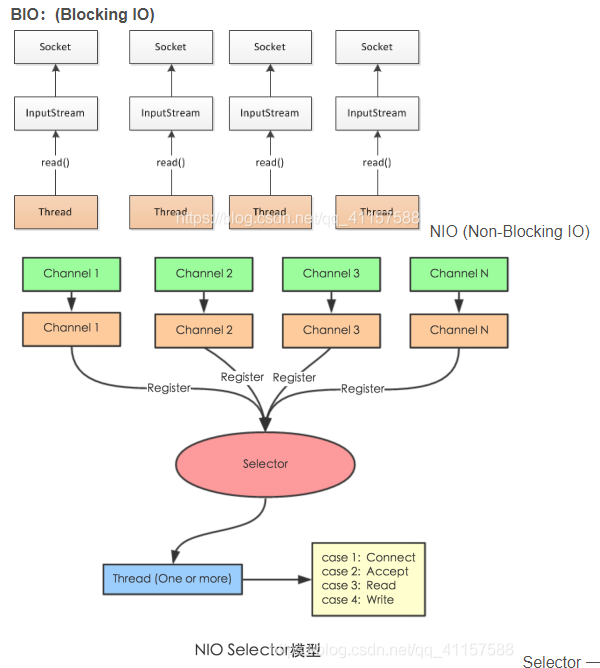 BIO：(Blocking IO)
Socket Socket Socket Socket
InputStream InputStream InputStream InputStream
read() read() read() read()
Thread Thread Thread Thread
https://blog.csdn.net/qq_41157588
NIO (Non-Blocking IO)
Channel 1 Channel 2 Channel 3 Channel N
Channel 1 Channel 2 Channel 3 Channel N
Register Register Register Register
Selector
Thread (One or more)
case 1: Connect
case 2: Accept
case 3: Read
case 4: Write
NIO Selector模型
https://blog.csdn.net/qq_41157588
Selector 一